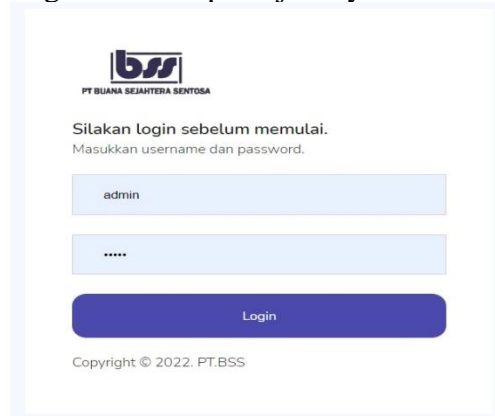 bss
PT BUANA SEJAHTERA SENTOSA
Silakan login sebelum memulai.
Masukkan username dan password.
admin
•••••
Login
Copyright © 2022. PT.BSS